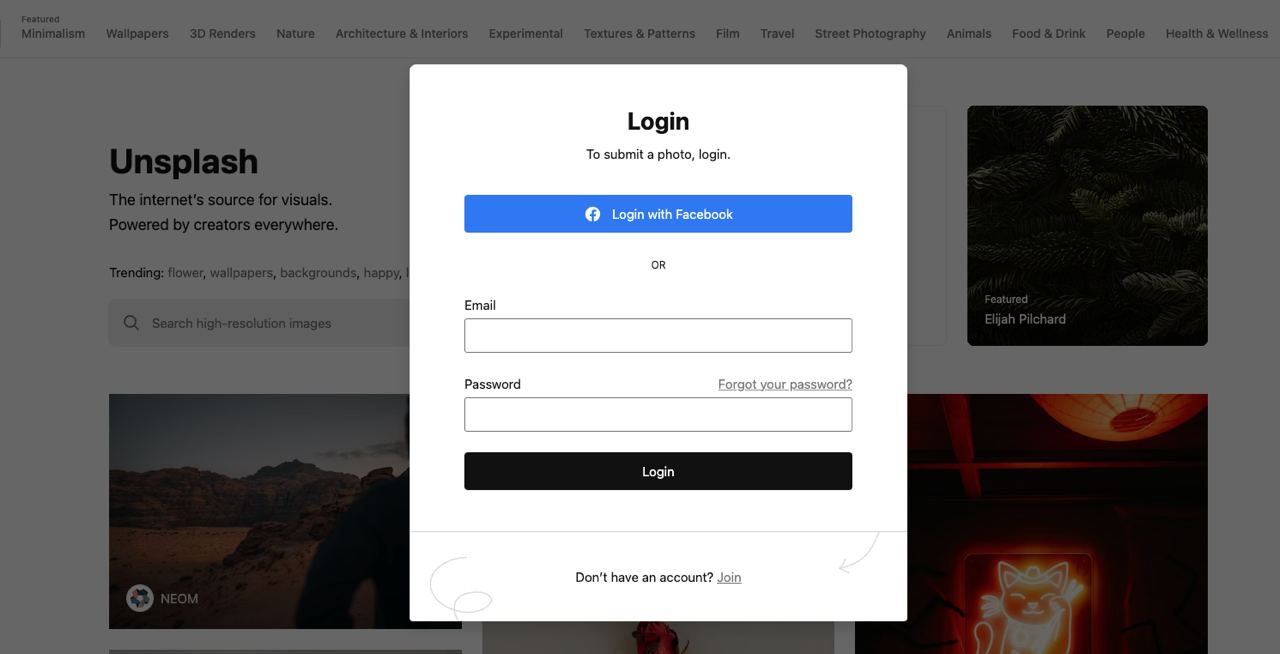 Featured
Minimalism Wallpapers 3D Renders Nature Architecture & Interiors Experimental Textures & Patterns Film Travel Street Photography Animals Food & Drink People Health & Wellness
Unsplash
The internet’s source for visuals.
Powered by creators everywhere.
Trending: flower, wallpapers, backgrounds, happy,
Search high-resolution images
Login
To submit a photo, login.
Login with Facebook
OR
Email
Password Forgot your password?
Login
Don’t have an account? Join
Featured
Elijah Pilchard
NEOM